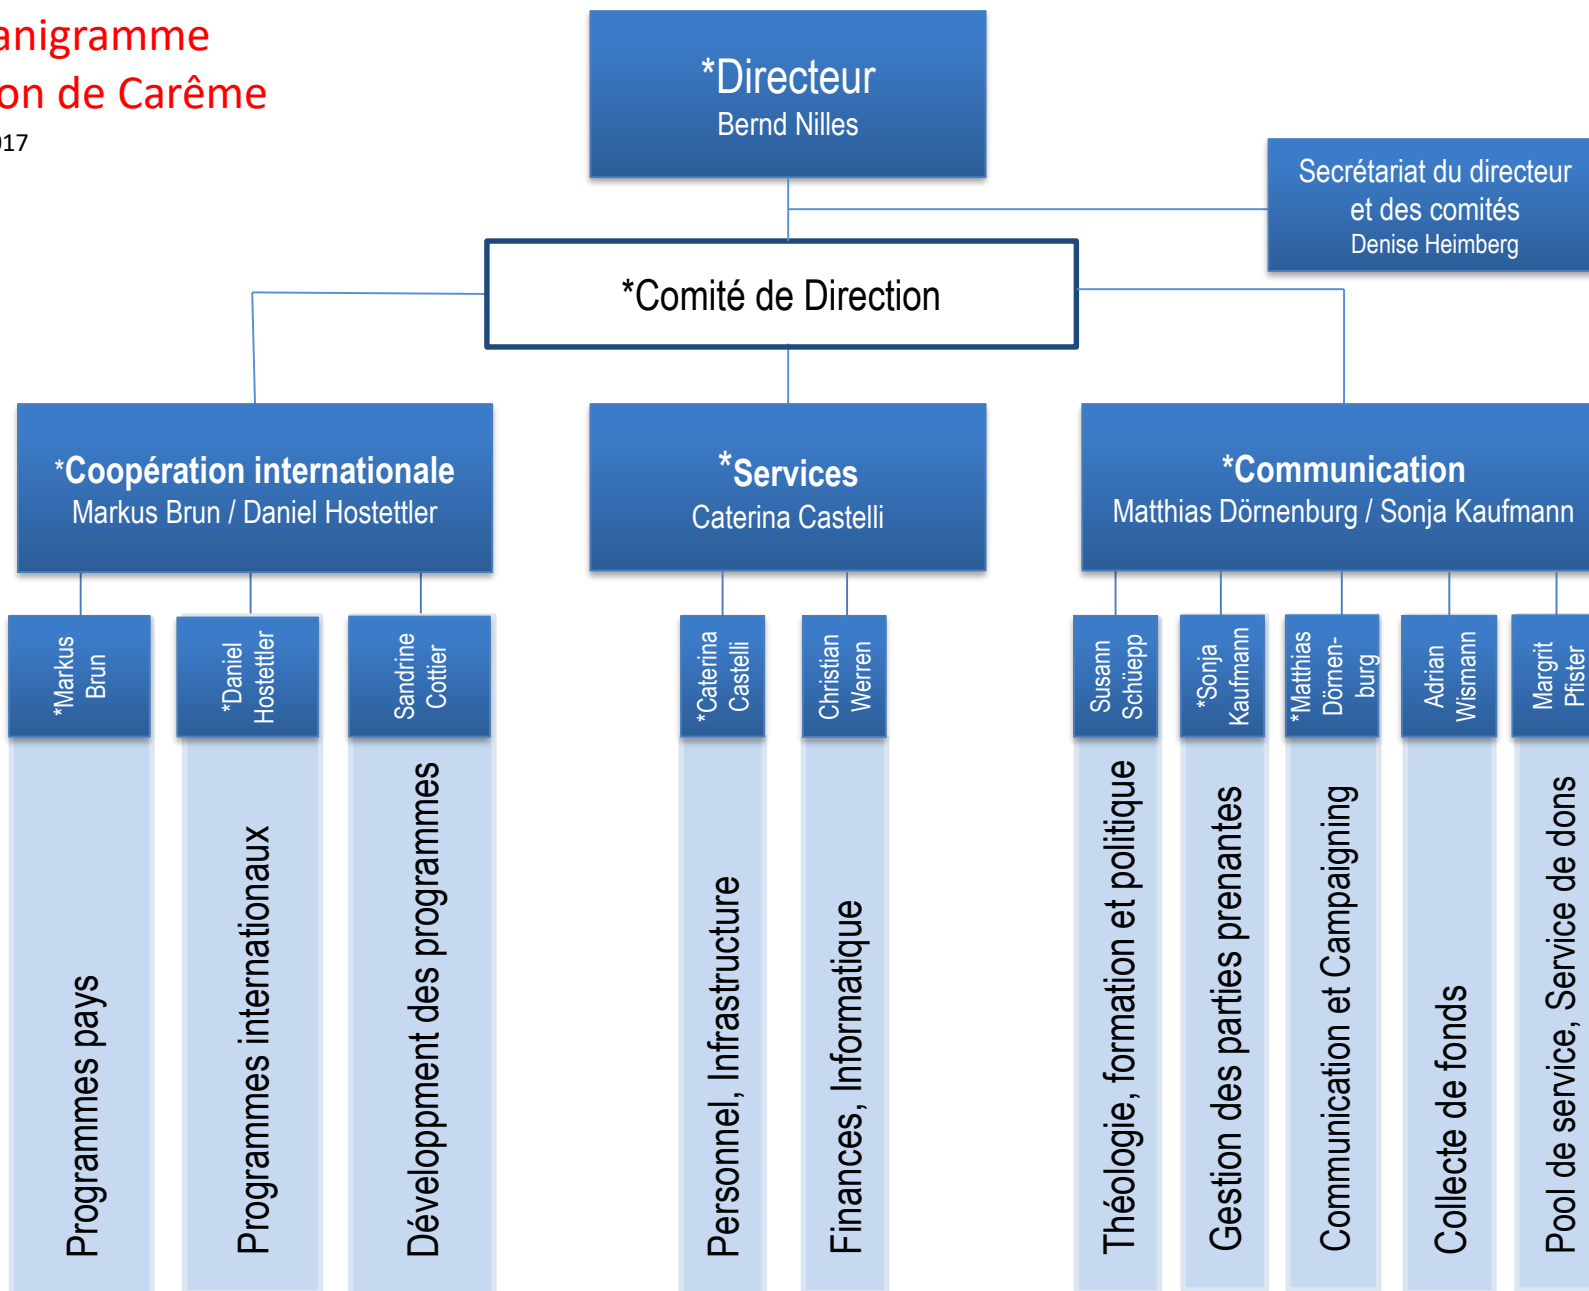 anigramme
on de Carême
017
*Directeur
Bernd Nilles
Secrétariat du directeur
et des comités
Denise Heimberg
*Comité de Direction
*Coopération internationale
Markus Brun / Daniel Hostettler
*Services
Caterina Castelli
*Communication
Matthias Dörnenburg / Sonja Kaufmann
*Markus
Brun
*Daniel
Hostettler
Sandrine
Cottier
*Caterina
Castelli
Christian
Werren
Susann
Schüepp
*Sonja
Kaufmann
*Matthias
Dörnen-
burg
Adrian
Wismann
Margrit
Pfister
Programmes pays
Programmes internationaux
Développment des programmes
Personnel, Infrastructure
Finances, Informatique
Théologie, formation et politique
Gestion des parties prenantes
Communication et Campaigning
Collecte de fonds
Pool de service, Service de dons